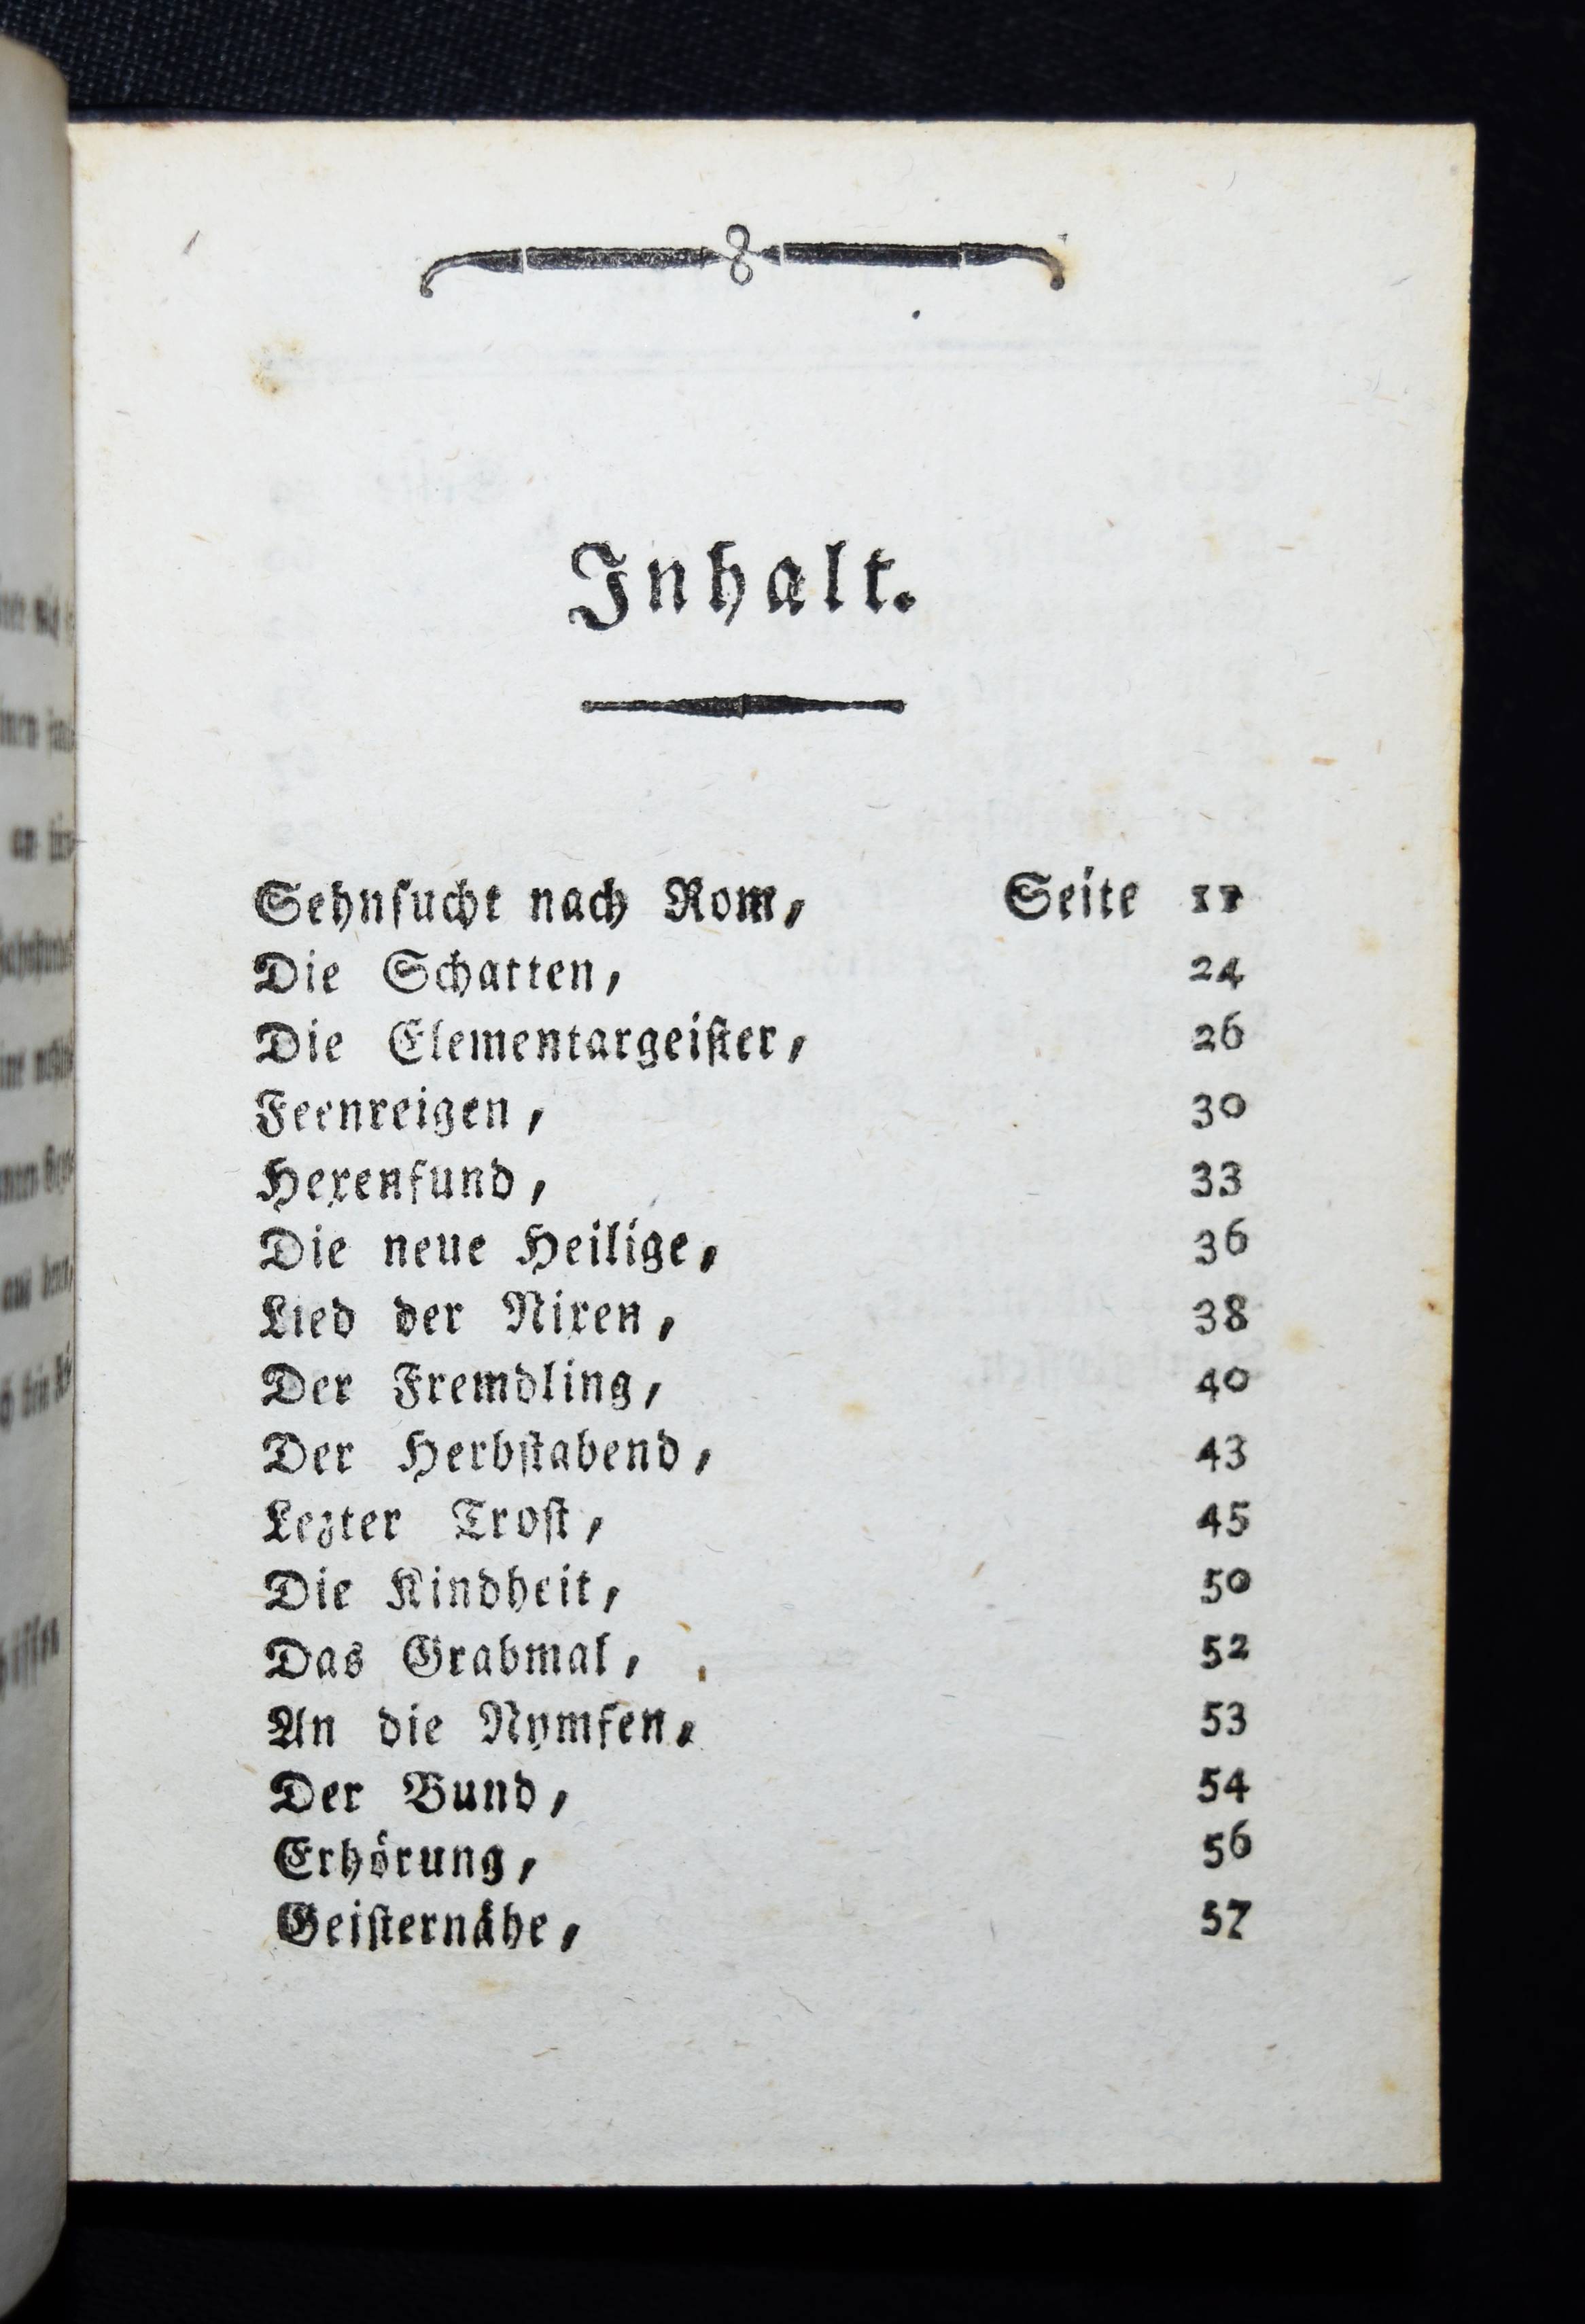 Inhalt.
Sehnsucht nach Rom, Seite 11
Die Schatten, 24
Die Elementargeister, 26
Feenreigen, 30
Hexenfund, 33
Die neue Heilige, 36
Lied der Nixen, 38
Der Fremdling, 40
Der Herbstabend, 43
Lezter Trost, 45
Die Kindheit, 50
Das Grabmal, 52
An die Nymfen, 53
Der Bund, 54
Erhörung, 56
Geisternähe, 57